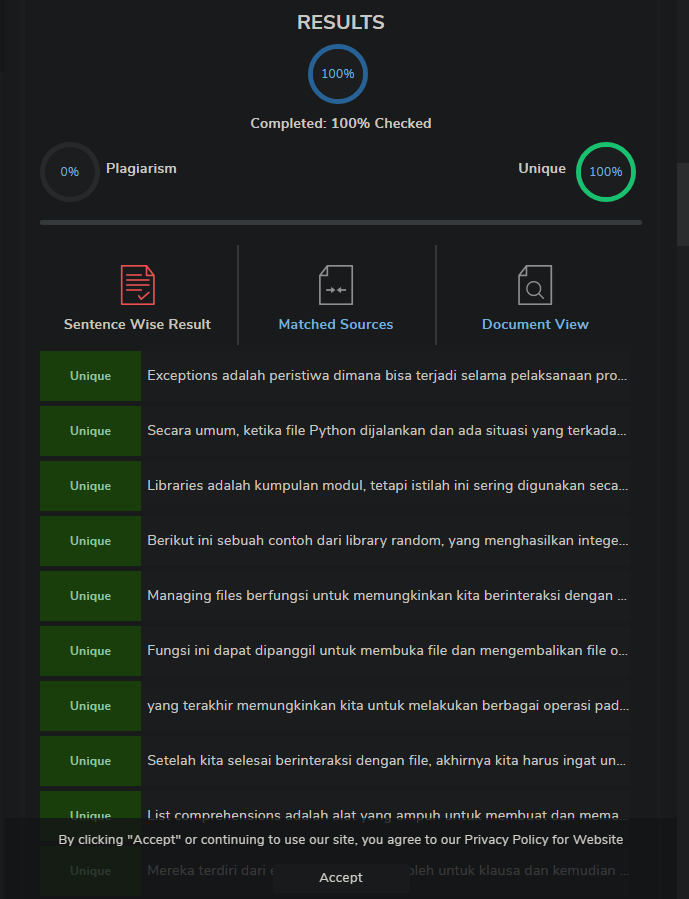 RESULTS
100%
Completed: 100% Checked
0% Plagiarism
Unique 100%
Sentence Wise Result
Matched Sources
Document View
Unique Exceptions adalah peristiwa dimana bisa terjadi selama pelaksanaan pro...
Unique Secara umum, ketika file Python dijalankan dan ada situasi yang terkada...
Unique Libraries adalah kumpulan modul, tetapi istilah ini sering digunakan seca...
Unique Berikut ini sebuah contoh dari library random, yang menghasilkan intege...
Unique Managing files berfungsi untuk memungkinkan kita berinteraksi dengan ...
Unique Fungsi ini dapat dipanggil untuk membuka file dan mengembalikan file o...
Unique yang terakhir memungkinkan kita untuk melakukan berbagai operasi pad...
Unique Setelah kita selesai berinteraksi dengan file, akhirnya kita harus ingat un...
Unique List comprehensions adalah alat yang ampuh untuk membuat dan mema...
By clicking "Accept" or continuing to use our site, you agree to our Privacy Policy for Website
Unique Mereka terdiri dari oleh untuk klausa dan kemudian ...
Accept